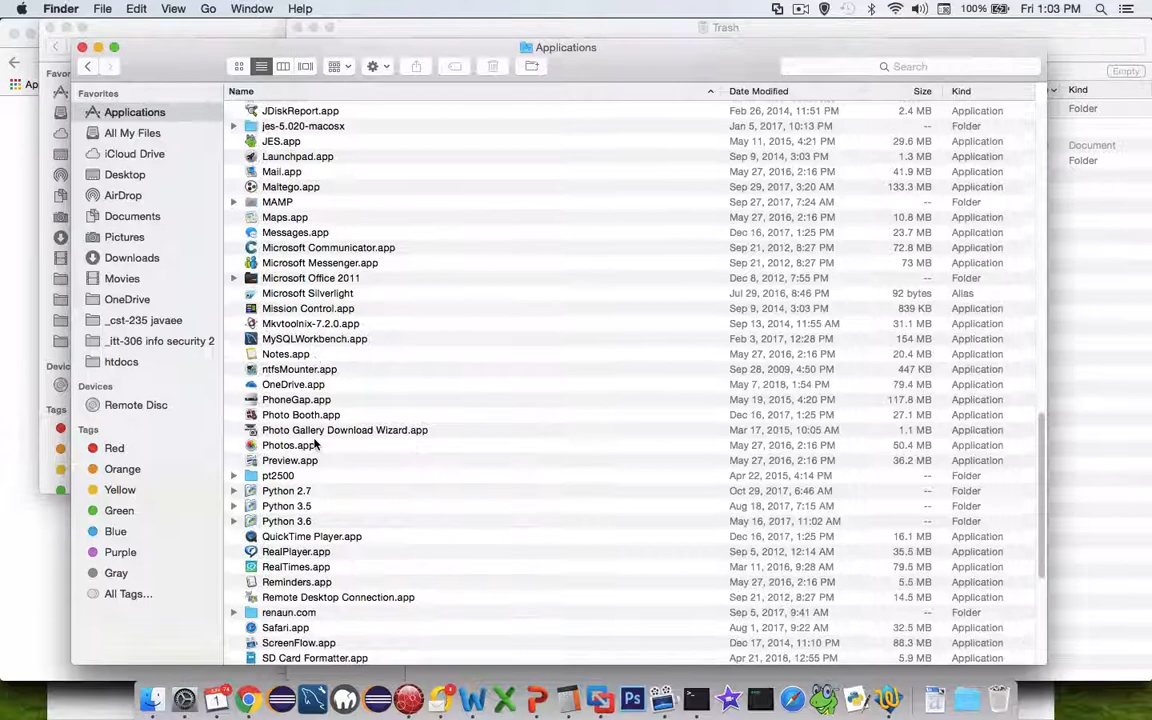 Finder File Edit View Go Window Help 100% Fri 1:03 PM
Trash
Applications
Search
Empty
Favorites
Applications
All My Files
iCloud Drive
Desktop
AirDrop
Documents
Pictures
Downloads
Movies
OneDrive
_cst-235 javaee
_itt-306 info security 2
htdocs
Devices
Remote Disc
Tags
Red
Orange
Yellow
Green
Blue
Purple
Gray
All Tags...
Name Date Modified Size Kind
JDiskReport.app Feb 26, 2014, 11:51 PM 2.4 MB Application
jes-5.020-macosx Jan 5, 2017, 10:13 PM -- Folder
JES.app May 11, 2015, 4:21 PM 29.6 MB Application
Launchpad.app Sep 9, 2014, 3:03 PM 1.3 MB Application
Mail.app May 27, 2016, 2:16 PM 41.9 MB Application
Maltego.app Sep 29, 2017, 3:20 AM 133.3 MB Application
MAMP Sep 27, 2017, 7:24 AM -- Folder
Maps.app May 27, 2016, 2:16 PM 10.8 MB Application
Messages.app Dec 16, 2017, 1:25 PM 23.7 MB Application
Microsoft Communicator.app Sep 21, 2012, 8:27 PM 72.8 MB Application
Microsoft Messenger.app Sep 21, 2012, 8:27 PM 73 MB Application
Microsoft Office 2011 Dec 8, 2012, 7:55 PM -- Folder
Microsoft Silverlight Jul 29, 2016, 8:46 PM 92 bytes Alias
Mission Control.app Sep 9, 2014, 3:03 PM 839 KB Application
Mkvtoolnix-7.2.0.app Sep 13, 2014, 11:55 AM 31.1 MB Application
MySQLWorkbench.app Feb 3, 2017, 12:28 PM 154 MB Application
Notes.app May 27, 2016, 2:16 PM 20.4 MB Application
ntfsMounter.app Sep 28, 2009, 4:50 PM 447 KB Application
OneDrive.app May 7, 2018, 1:54 PM 79.4 MB Application
PhoneGap.app May 19, 2015, 4:20 PM 117.8 MB Application
Photo Booth.app Dec 16, 2017, 1:25 PM 27.1 MB Application
Photo Gallery Download Wizard.app Mar 17, 2015, 10:05 AM 1.1 MB Application
Photos.app May 27, 2016, 2:16 PM 50.4 MB Application
Preview.app May 27, 2016, 2:16 PM 36.2 MB Application
pt2500 Apr 22, 2015, 4:14 PM -- Folder
Python 2.7 Oct 29, 2017, 6:46 AM -- Folder
Python 3.5 Aug 18, 2017, 7:15 AM -- Folder
Python 3.6 May 16, 2017, 11:02 AM -- Folder
QuickTime Player.app Dec 16, 2017, 1:25 PM 16.1 MB Application
RealPlayer.app Sep 5, 2012, 12:14 AM 35.5 MB Application
RealTimes.app Mar 11, 2016, 9:28 AM 79.5 MB Application
Reminders.app May 27, 2016, 2:16 PM 5.5 MB Application
Remote Desktop Connection.app Sep 21, 2012, 8:27 PM 14.5 MB Application
renaun.com Sep 5, 2017, 9:41 AM -- Folder
Safari.app Aug 1, 2017, 9:22 AM 32.5 MB Application
ScreenFlow.app Dec 17, 2014, 11:10 PM 88.3 MB Application
SD Card Formatter.app Apr 21, 2018, 12:55 PM 5.9 MB Application
Kind
Folder
Document
Folder
Ap
Favor
Devic
Tags